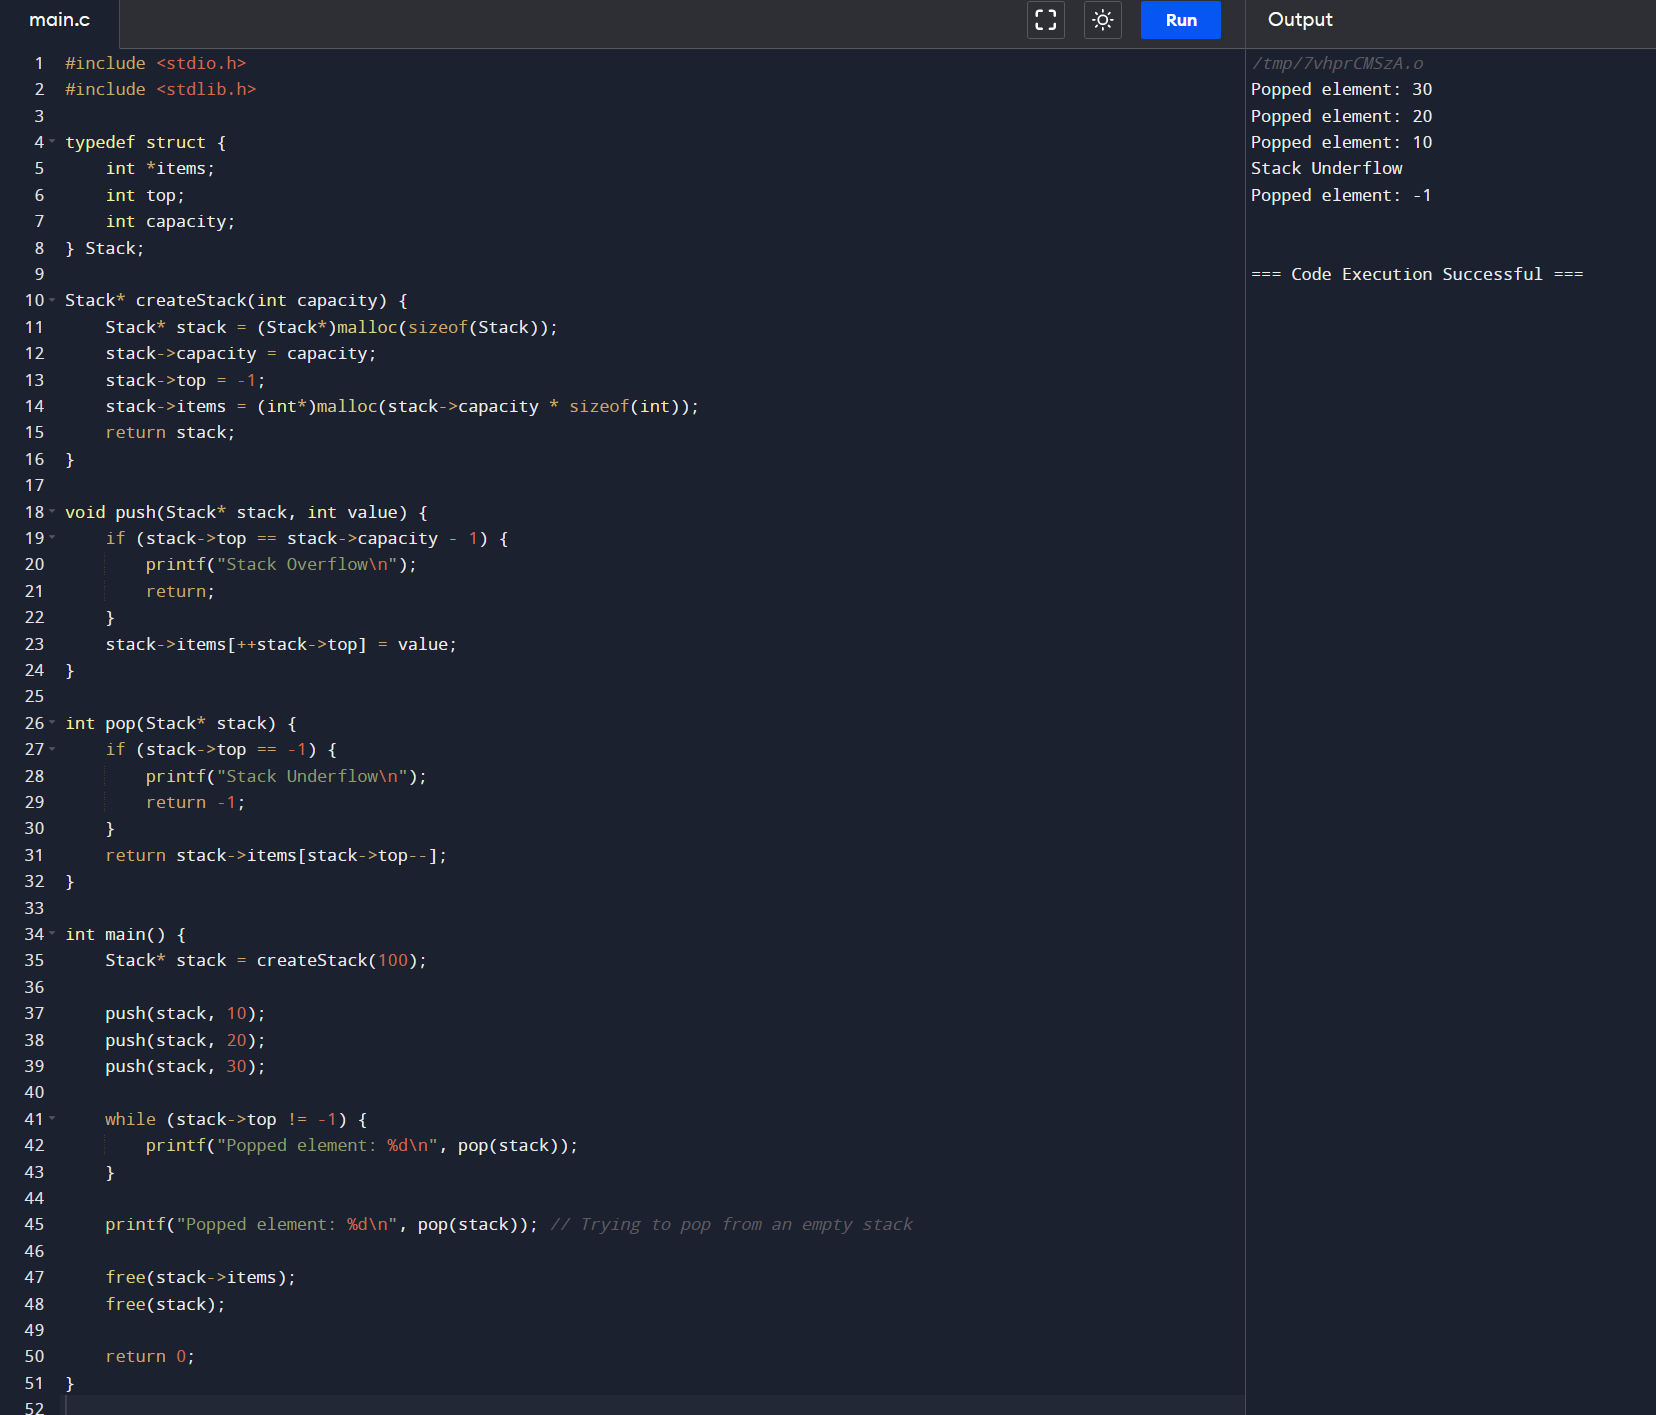 main.c
Run
Output
1 #include <stdio.h>
2 #include <stdlib.h>
3
4 typedef struct {
5     int *items;
6     int top;
7     int capacity;
8 } Stack;
9
10 Stack* createStack(int capacity) {
11     Stack* stack = (Stack*)malloc(sizeof(Stack));
12     stack->capacity = capacity;
13     stack->top = -1;
14     stack->items = (int*)malloc(stack->capacity * sizeof(int));
15     return stack;
16 }
17
18 void push(Stack* stack, int value) {
19     if (stack->top == stack->capacity - 1) {
20         printf("Stack Overflow\n");
21         return;
22     }
23     stack->items[++stack->top] = value;
24 }
25
26 int pop(Stack* stack) {
27     if (stack->top == -1) {
28         printf("Stack Underflow\n");
29         return -1;
30     }
31     return stack->items[stack->top--];
32 }
33
34 int main() {
35     Stack* stack = createStack(100);
36
37     push(stack, 10);
38     push(stack, 20);
39     push(stack, 30);
40
41     while (stack->top != -1) {
42         printf("Popped element: %d\n", pop(stack));
43     }
44
45     printf("Popped element: %d\n", pop(stack)); // Trying to pop from an empty stack
46
47     free(stack->items);
48     free(stack);
49
50     return 0;
51 }
52
/tmp/7vhprCMSzA.o
Popped element: 30
Popped element: 20
Popped element: 10
Stack Underflow
Popped element: -1
=== Code Execution Successful ===